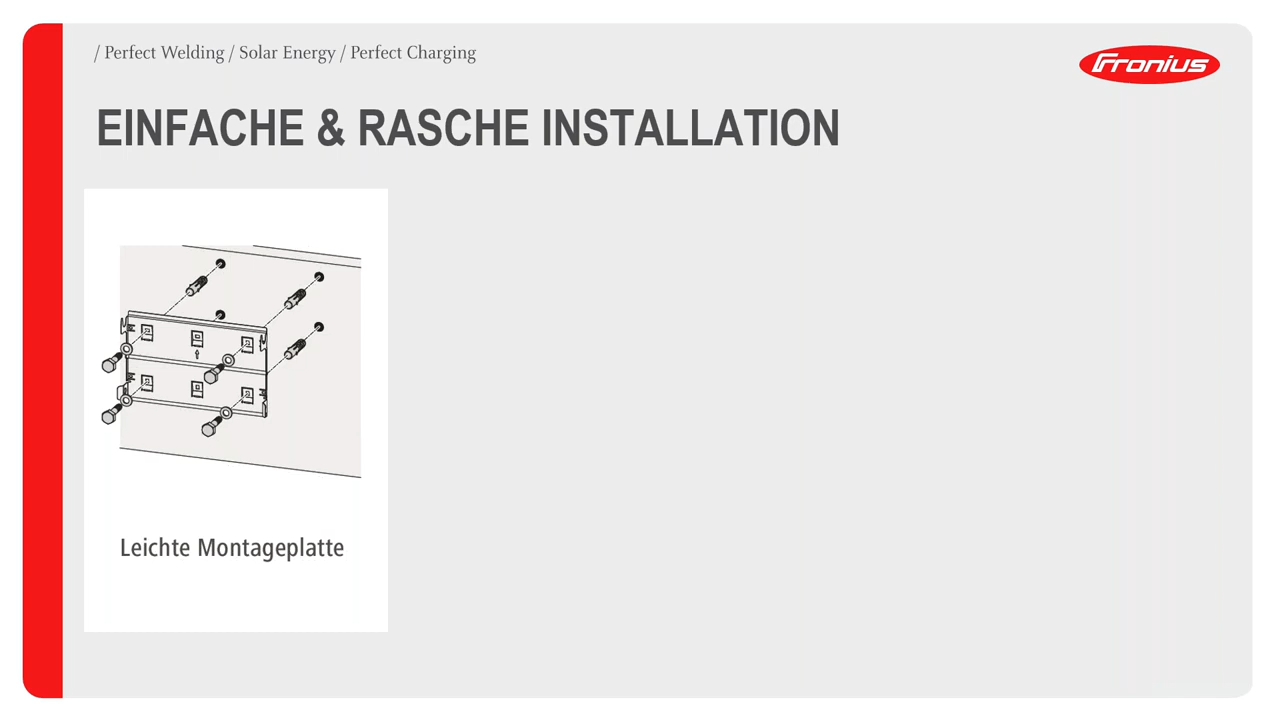 / Perfect Welding / Solar Energy / Perfect Charging
Fronius
EINFACHE & RASCHE INSTALLATION
Leichte Montageplatte